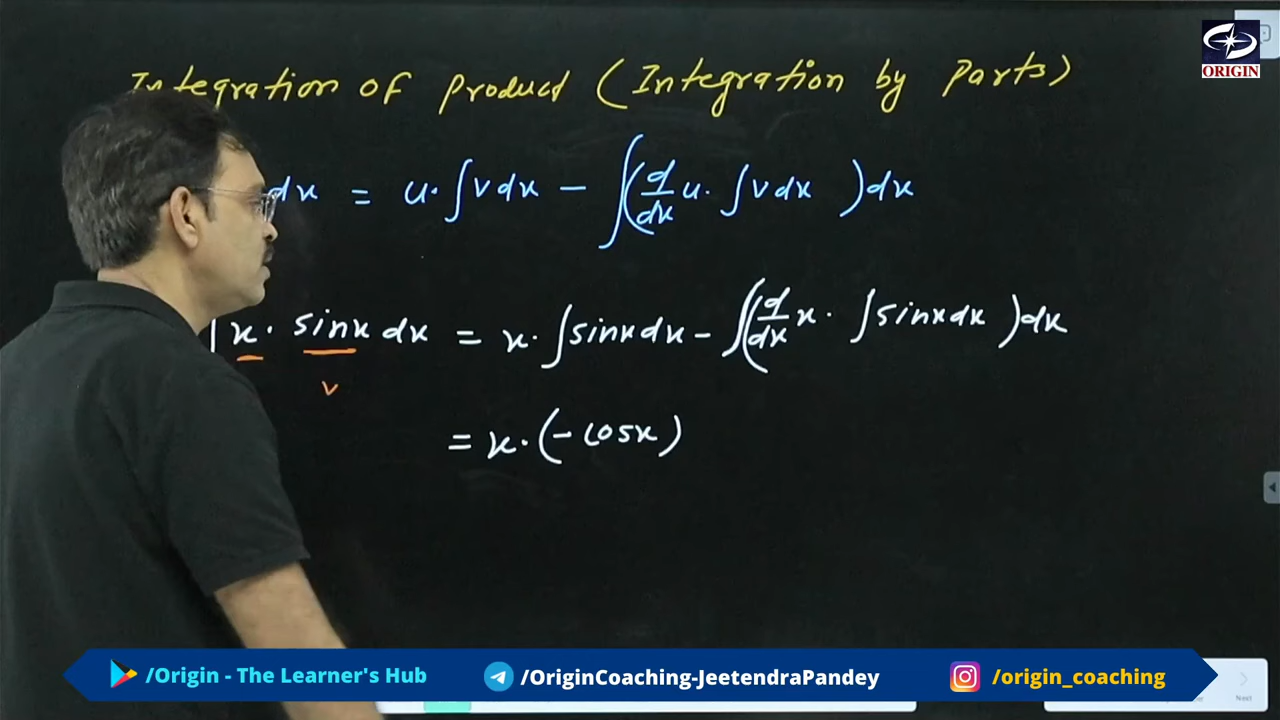 ORIGIN
Integration of Product (Integration by Parts)
dx = u·∫v dx − ∫(d/dx u· ∫v dx )dx
x · sinx dx = x·∫sinx dx − ∫(d/dx x· ∫sinx dx )dx
v
= x·(−cosx)
/Origin - The Learner's Hub
/OriginCoaching-JeetendraPandey
/origin_coaching
Next